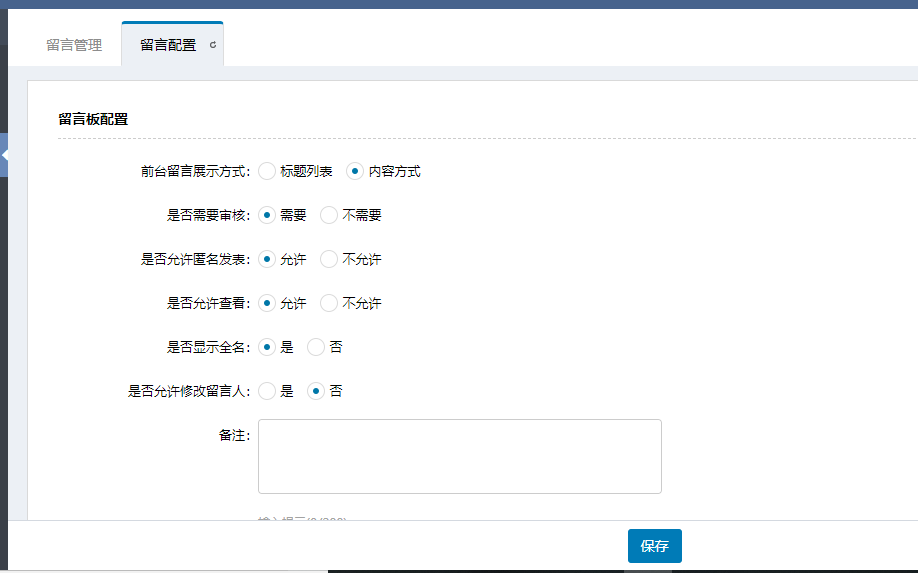 留言管理 留言配置
留言板配置
前台留言展示方式: 标题列表 内容方式
是否需要审核: 需要 不需要
是否允许匿名发表: 允许 不允许
是否允许查看: 允许 不允许
是否显示全名: 是 否
是否允许修改留言人: 是 否
备注:
保存